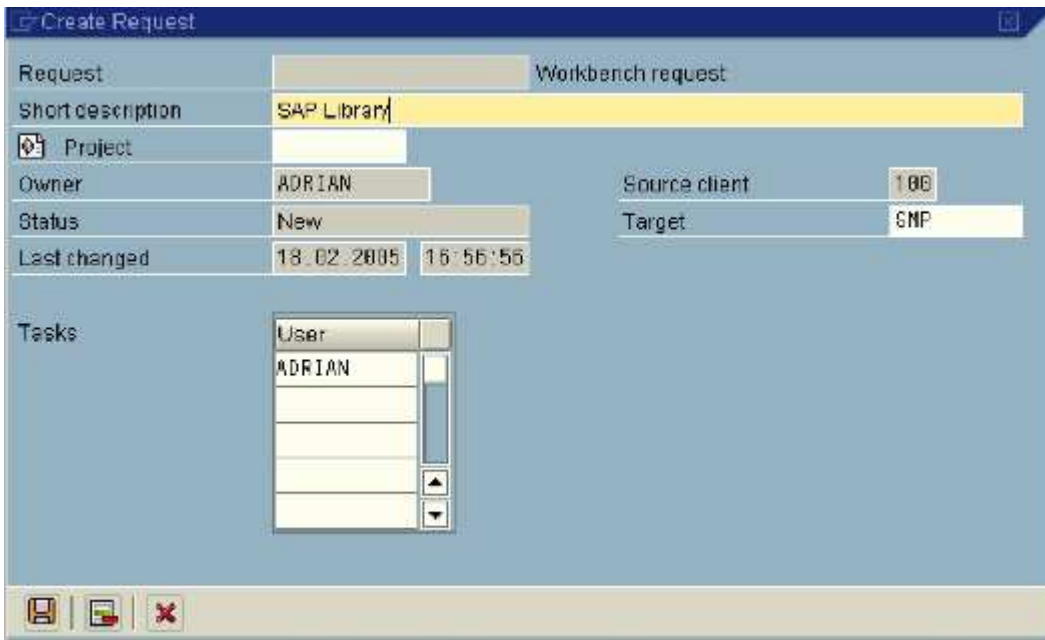 Create Request
Request Workbench request
Short description SAP Library
Project
Owner ADRIAN Source client 100
Status New Target GMP
Last changed 18.02.2005 16:56:56
Tasks User
ADRIAN